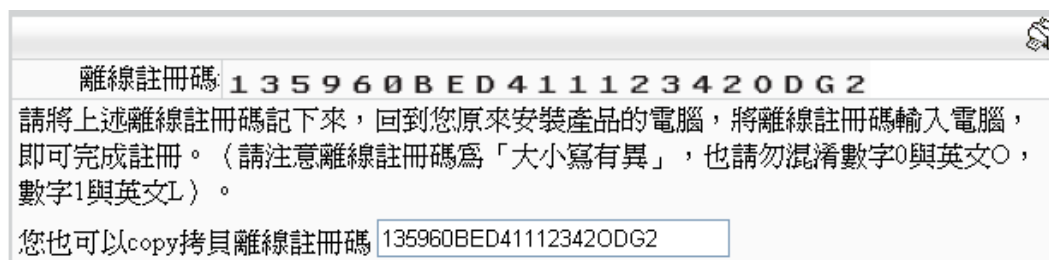 離線註冊碼: 135960BED41112342ODG2
請將上述離線註冊碼記下來，回到您原來安裝產品的電腦，將離線註冊碼輸入電腦，
即可完成註冊。（請注意離線註冊碼為「大小寫有異」，也請勿混淆數字0與英文O，
數字1與英文L）。
您也可以copy拷貝離線註冊碼 135960BED41112342ODG2